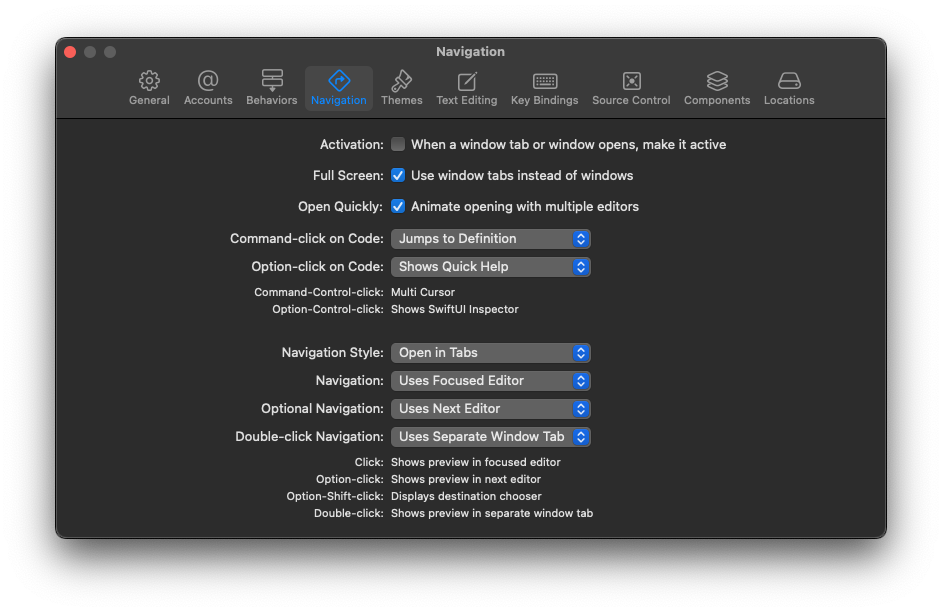 Navigation
General Accounts Behaviors Navigation Themes Text Editing Key Bindings Source Control Components Locations
Activation: When a window tab or window opens, make it active
Full Screen: Use window tabs instead of windows
Open Quickly: Animate opening with multiple editors
Command-click on Code: Jumps to Definition
Option-click on Code: Shows Quick Help
Command-Control-click: Multi Cursor
Option-Control-click: Shows SwiftUI Inspector
Navigation Style: Open in Tabs
Navigation: Uses Focused Editor
Optional Navigation: Uses Next Editor
Double-click Navigation: Uses Separate Window Tab
Click: Shows preview in focused editor
Option-click: Shows preview in next editor
Option-Shift-click: Displays destination chooser
Double-click: Shows preview in separate window tab